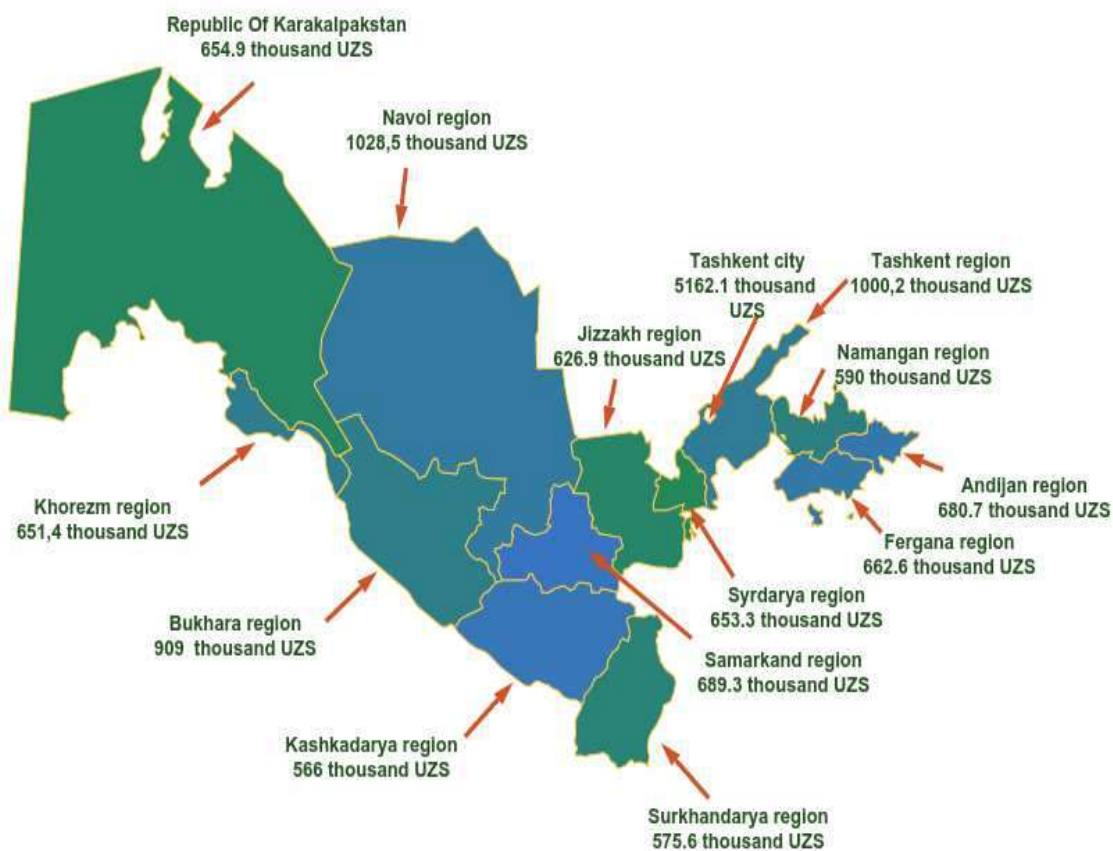 Republic Of Karakalpakstan
654.9 thousand UZS
Navoi region
1028,5 thousand UZS
Tashkent city
5162.1 thousand
UZS
Tashkent region
1000,2 thousand UZS
Jizzakh region
626.9 thousand UZS
Namangan region
590 thousand UZS
Khorezm region
651,4 thousand UZS
Andijan region
680.7 thousand UZS
Fergana region
662.6 thousand UZS
Syrdarya region
653.3 thousand UZS
Bukhara region
909 thousand UZS
Samarkand region
689.3 thousand UZS
Kashkadarya region
566 thousand UZS
Surkhandarya region
575.6 thousand UZS